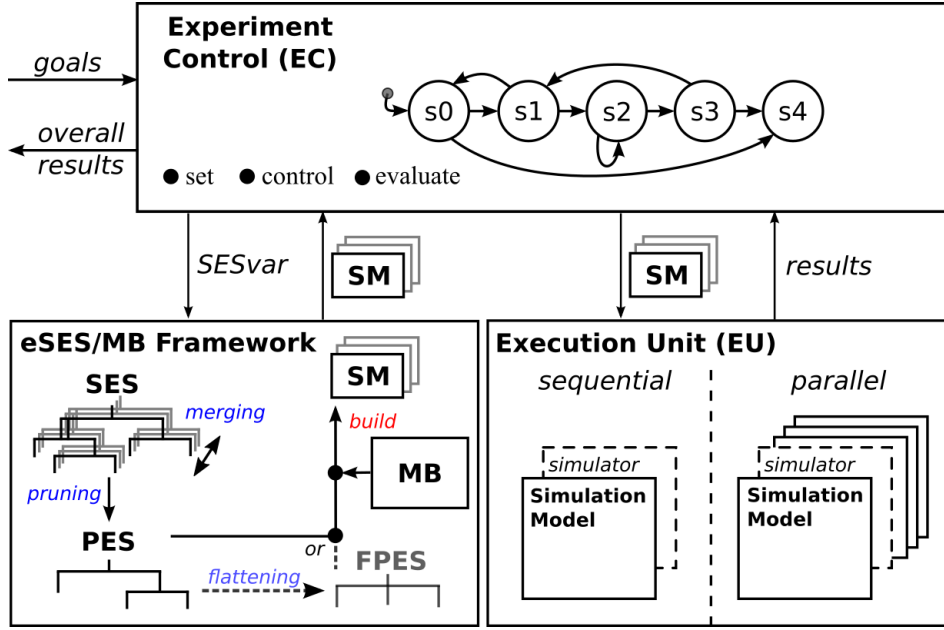 Experiment
Control (EC)
goals
overall
results
s0
s1
s2
s3
s4
set
control
evaluate
SESvar
SM
SM
results
eSES/MB Framework
SES
merging
SM
build
pruning
MB
PES
or
flattening
FPES
Execution Unit (EU)
sequential
parallel
simulator
Simulation
Model
simulator
Simulation
Model